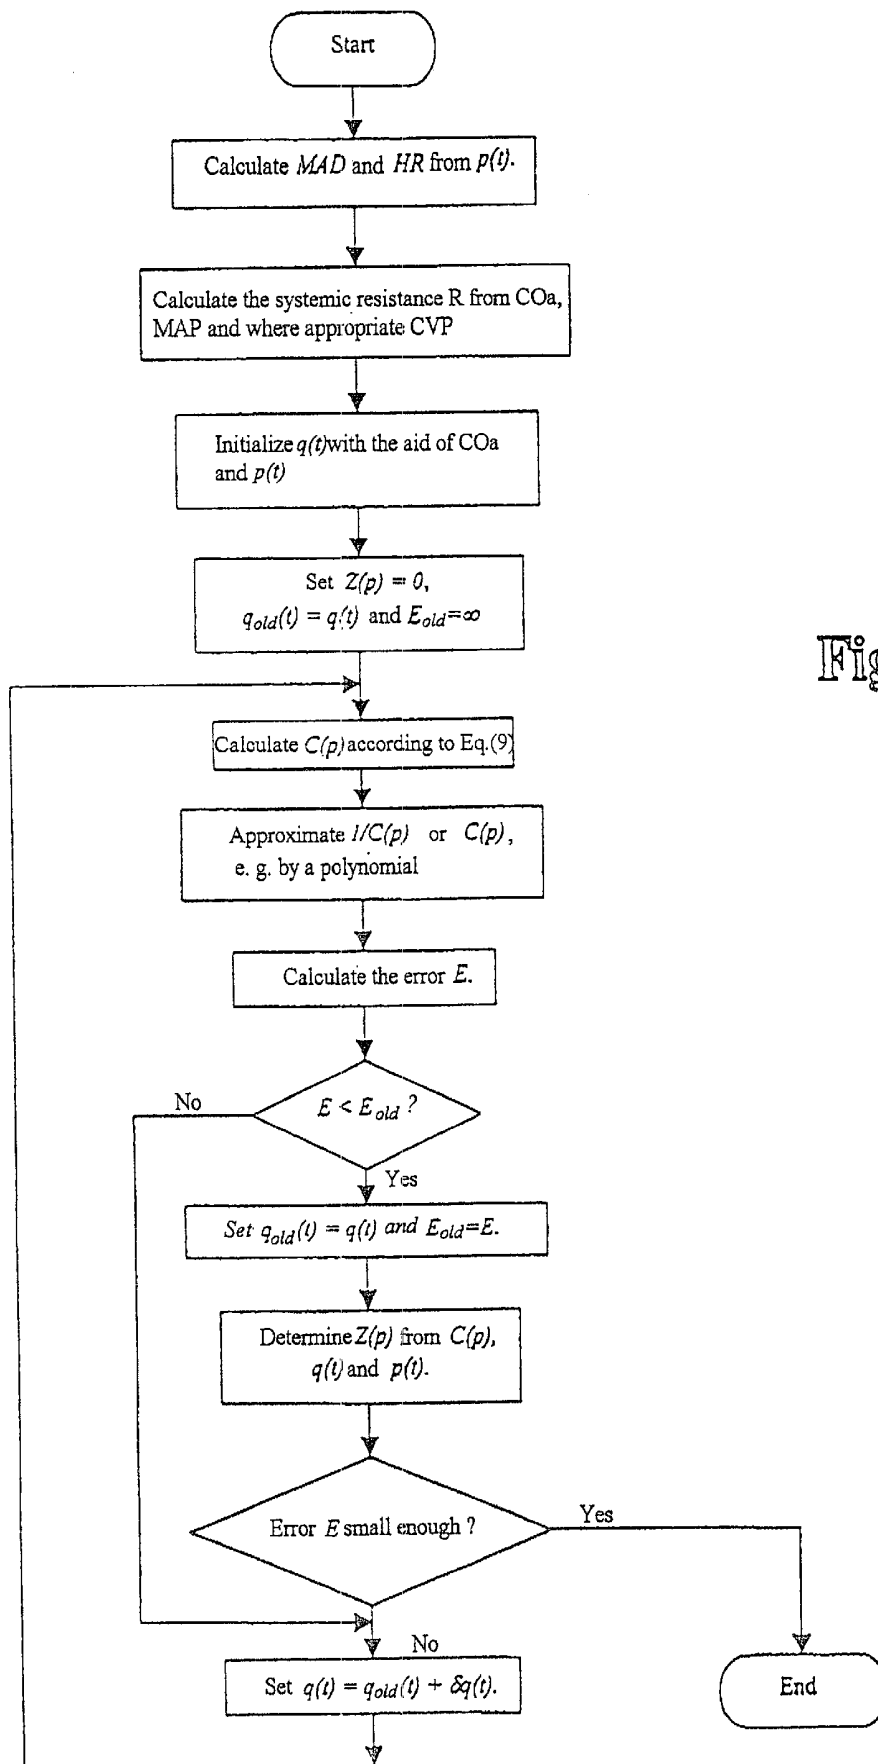 Start
Calculate MAD and HR from p(t).
Calculate the systemic resistance R from COa,
MAP and where appropriate CVP
Initialize q(t) with the aid of COa
and p(t)
Set Z(p) = 0,
q_old(t) = q(t) and E_old=∞
Fig
Calculate C(p) according to Eq.(9)
Approximate 1/C(p) or C(p),
e. g. by a polynomial
Calculate the error E.
No
E < E_old ?
Yes
Set q_old(t) = q(t) and E_old=E.
Determine Z(p) from C(p),
q(t) and p(t).
Error E small enough ?
Yes
No
Set q(t) = q_old(t) + δq(t).
End